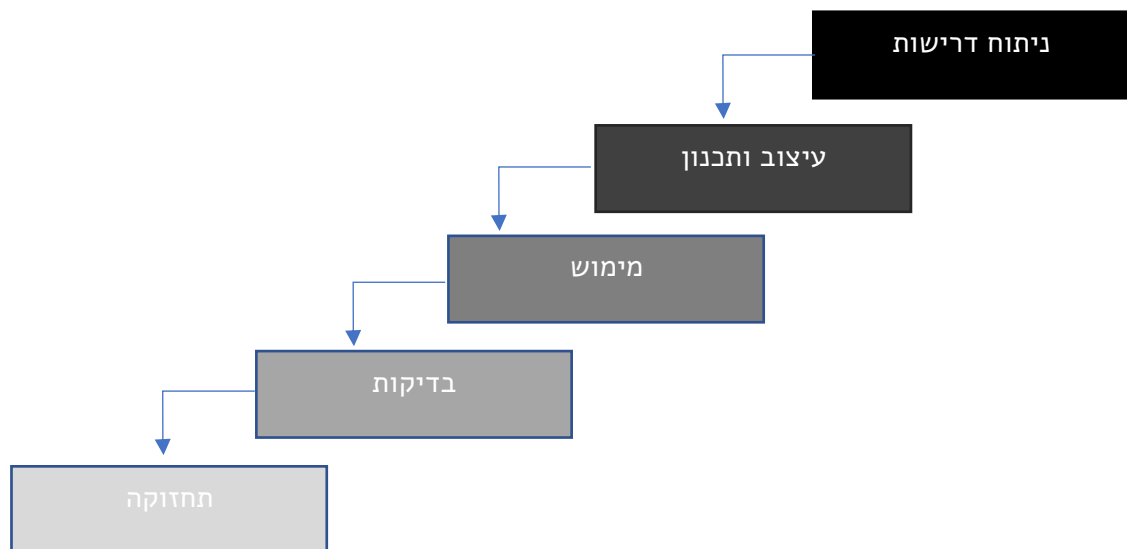 ניתוח דרישות
עיצוב ותכנון
מימוש
בדיקות
תחזוקה